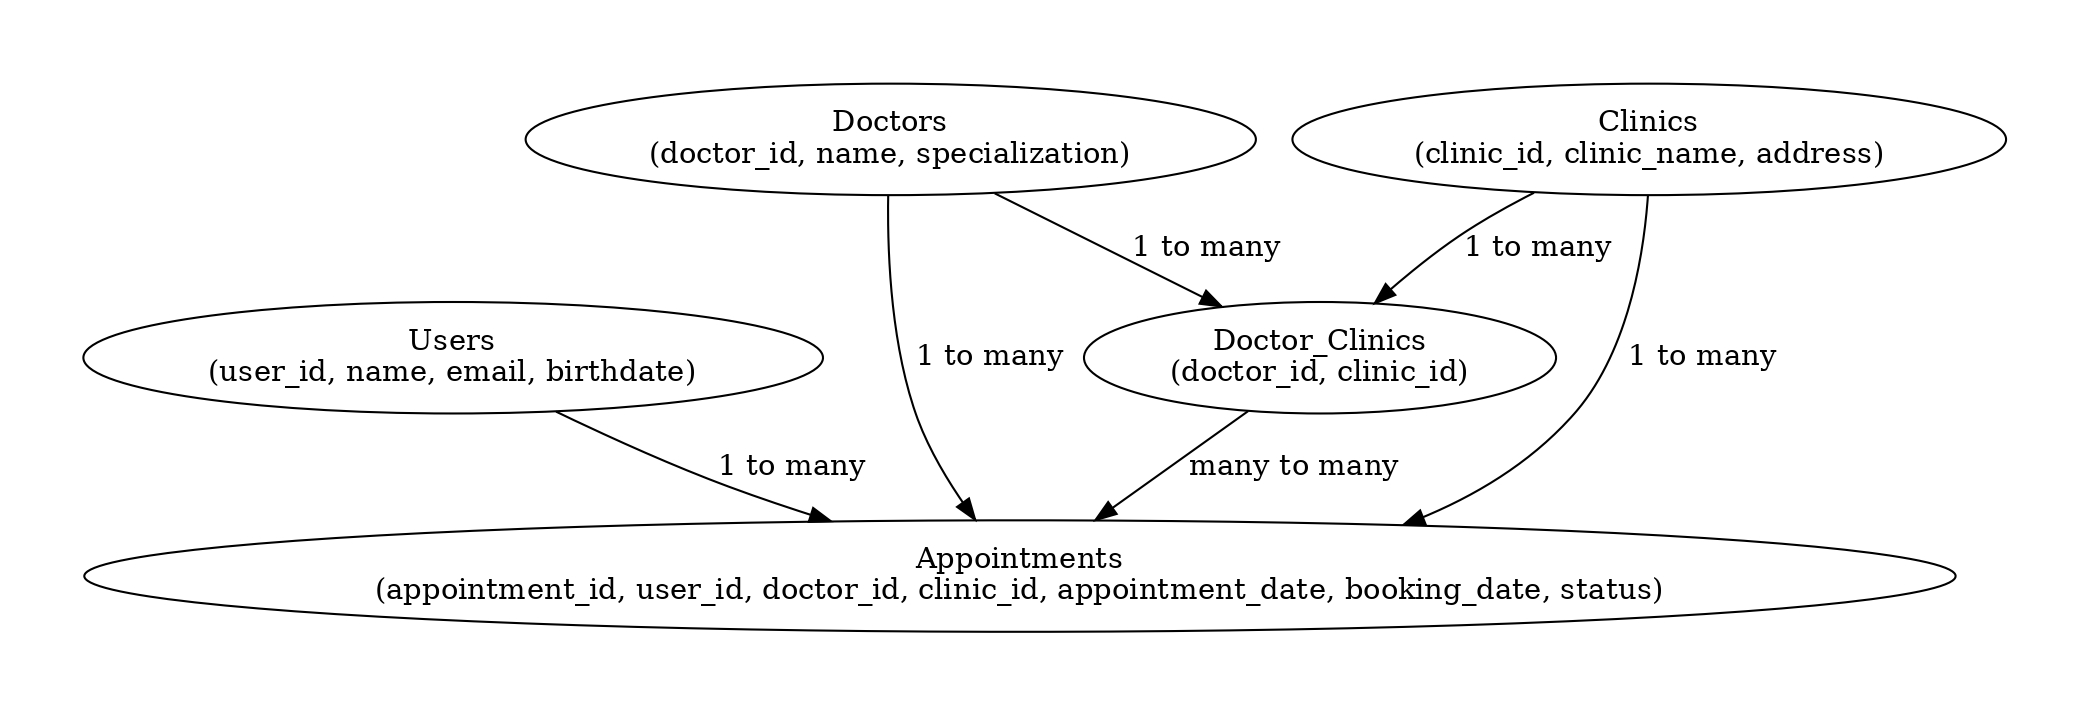 Doctors
(doctor_id, name, specialization)
Clinics
(clinic_id, clinic_name, address)
1 to many
1 to many
Users
(user_id, name, email, birthdate)
1 to many
Doctor_Clinics
(doctor_id, clinic_id)
1 to many
1 to many
many to many
Appointments
(appointment_id, user_id, doctor_id, clinic_id, appointment_date, booking_date, status)